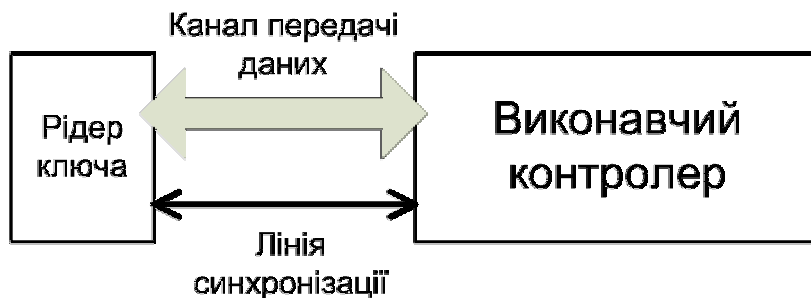 Канал передачі
даних
Рідер
ключа
Виконавчий
контролер
Лінія
синхронізації